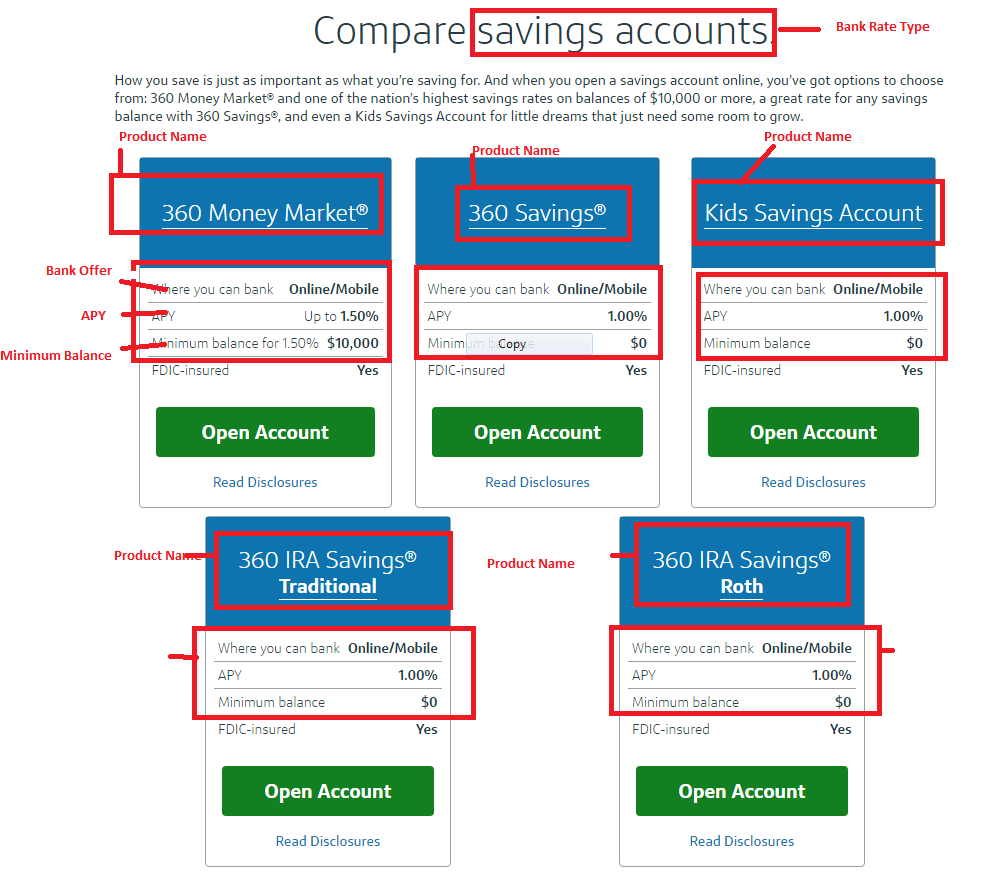 Compare savings accounts.
Bank Rate Type
How you save is just as important as what you're saving for. And when you open a savings account online, you've got options to choose
from: 360 Money Market® and one of the nation's highest savings rates on balances of $10,000 or more, a great rate for any savings
balance with 360 Savings®, and even a Kids Savings Account for little dreams that just need some room to grow.
Product Name
360 Money Market®
Bank Offer
Where you can bank Online/Mobile
APY
APY Up to 1.50%
Minimum Balance
Minimum balance for 1.50% $10,000
FDIC-insured Yes
Open Account
Read Disclosures
Product Name
360 Savings®
Where you can bank Online/Mobile
APY 1.00%
Minimum balance $0
Copy
FDIC-insured Yes
Open Account
Read Disclosures
Product Name
Kids Savings Account
Where you can bank Online/Mobile
APY 1.00%
Minimum balance $0
FDIC-insured Yes
Open Account
Read Disclosures
Product Name
360 IRA Savings®
Traditional
Where you can bank Online/Mobile
APY 1.00%
Minimum balance $0
FDIC-insured Yes
Open Account
Read Disclosures
Product Name
360 IRA Savings®
Roth
Where you can bank Online/Mobile
APY 1.00%
Minimum balance $0
FDIC-insured Yes
Open Account
Read Disclosures